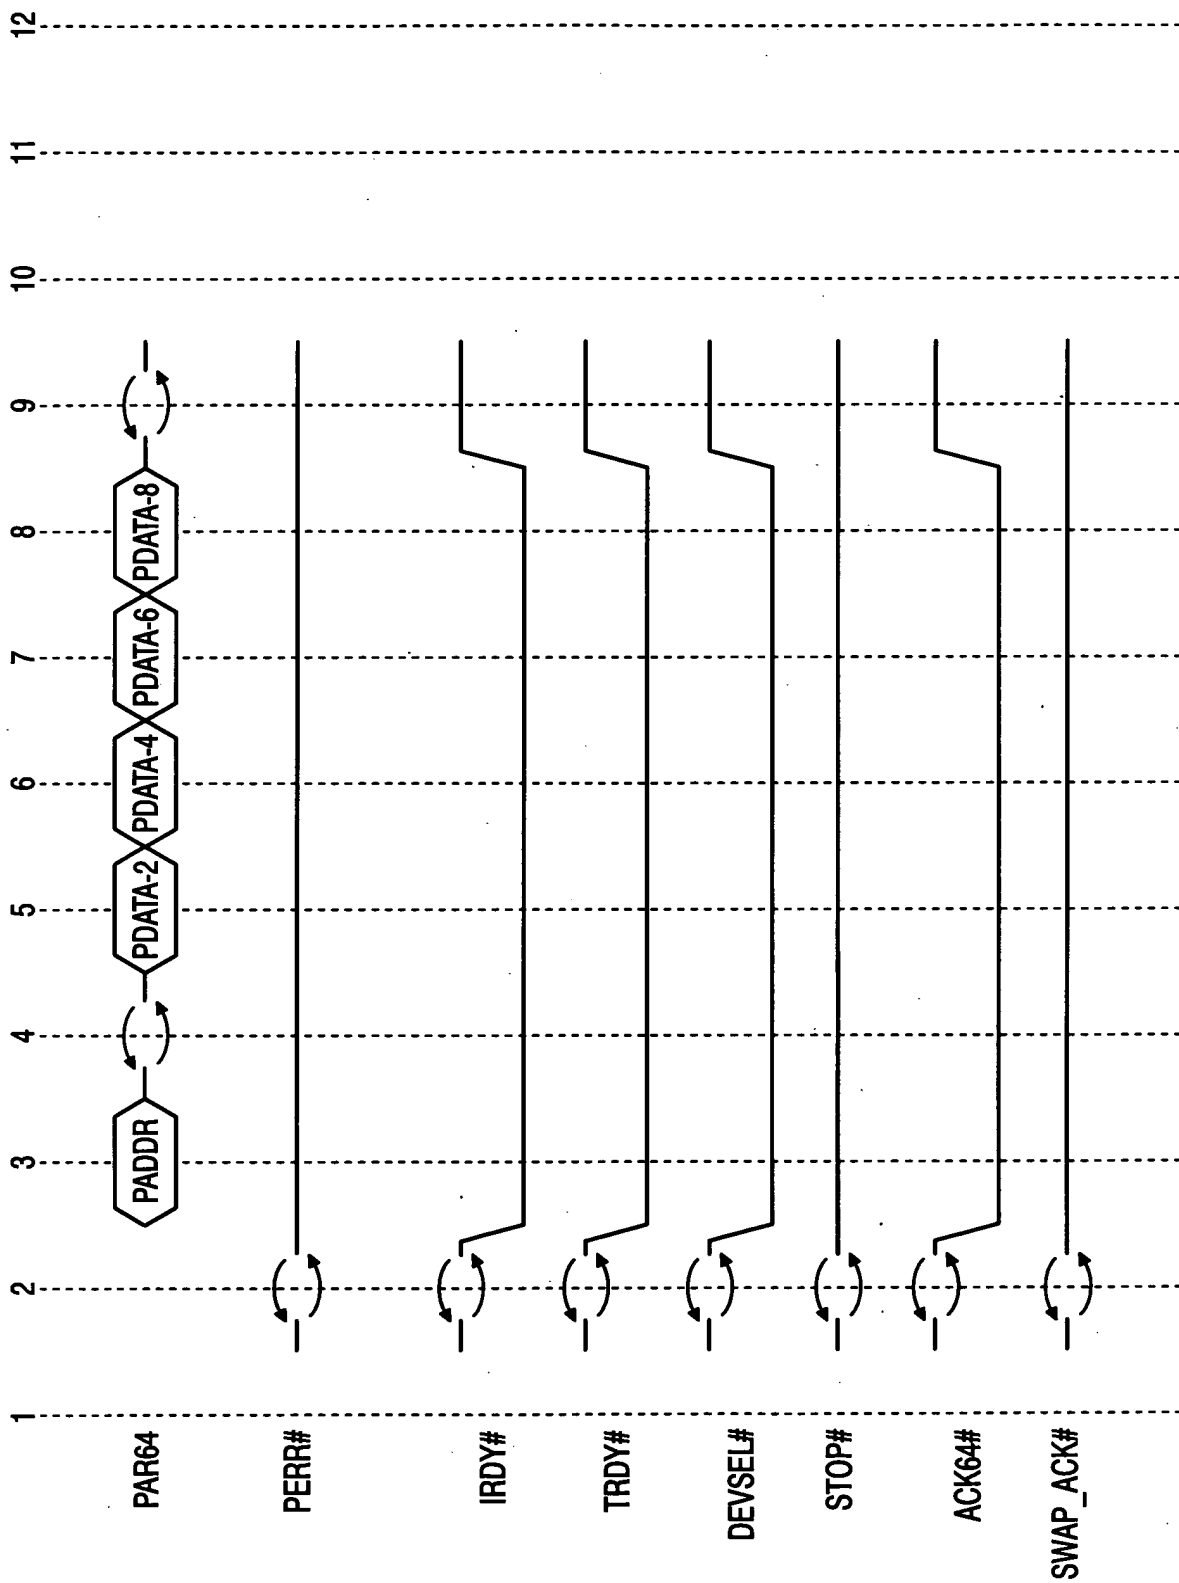 1 2 3 4 5 6 7 8 9 10 11 12
PAR64 PADDR PDATA-2 PDATA-4 PDATA-6 PDATA-8
PERR#
IRDY#
TRDY#
DEVSEL#
STOP#
ACK64#
SWAP_ACK#